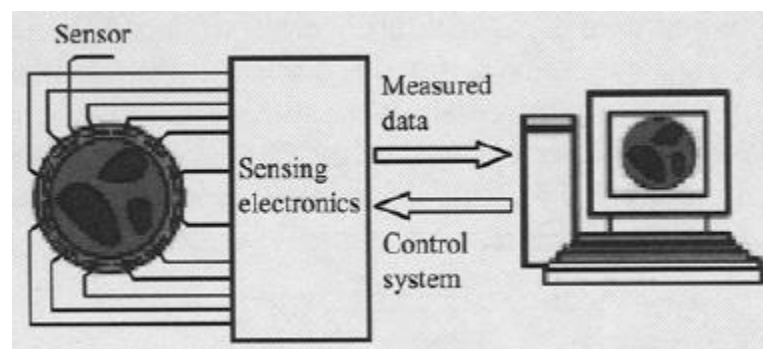 Sensor
Measured
data
Sensing
electronics
Control
system